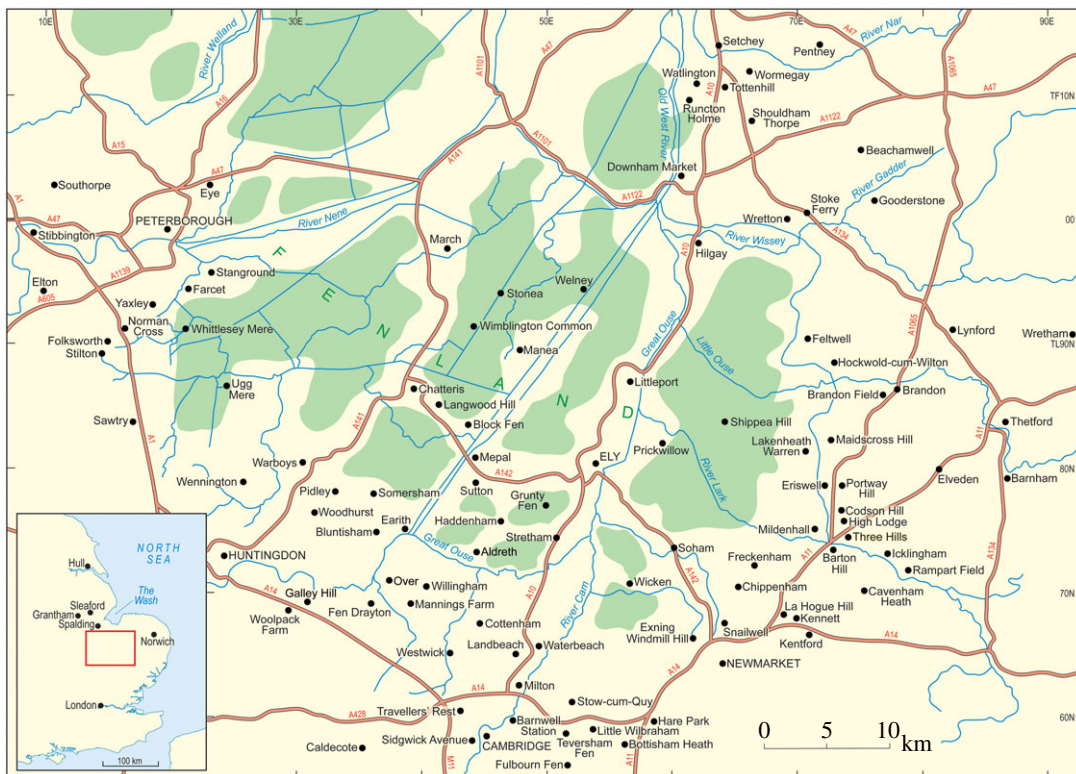 10E
30E
50E
70E
90E
River Welland
A1101
A47
Setchey
Pentney
River Nar
A47
Watlington
Wormegay
A1065
A16
A10
Tottenhill
A47
TF10N
Runcton
Holme
Old West River
Shouldham
Thorpe
A15
A141
A1101
A1122
Beachamwell
Downham Market
River Gadder
Southorpe
A47
Eye
A1122
Gooderstone
A1
Stoke
Ferry
PETERBOROUGH
River Nene
Wretton
00
A47
Stibbington
March
River Wissey
A134
A10
Hilgay
A1139
F
Stanground
Elton
Farcet
Welney
A605
Yaxley
E
Stonea
Norman
Cross
Whittlesey Mere
N
Wimblington Common
Great Ouse
Lynford
Wretham
Folksworth
Feltwell
TL90N
Stilton
Manea
A1065
L
Little Ouse
Hockwold-cum-Wilton
A
Littleport
Ugg
Mere
Chatteris
Brandon
Brandon Field
Langwood Hill
N
D
A141
Sawtry
A1
Block Fen
Shippea Hill
A11
Thetford
Prickwillow
Lakenheath
Warren
Maidscross Hill
Warboys
Mepal
ELY
A142
River Lark
80N
Elveden
Wennington
Sutton
Barnham
Pidley
Somersham
Grunty
Fen
Eriswell
Portway
Hill
Woodhurst
Earith
Codson Hill
Haddenham
High Lodge
Bluntisham
Mildenhall
Stretham
Three Hills
A134
NORTH
SEA
Great Ouse
Aldreth
Soham
A11
Barton
Hill
Icklingham
HUNTINGDON
Freckenham
Rampart Field
Hull
Over
Willingham
Wicken
A142
Chippenham
The
Wash
A14
Galley Hill
A10
River Cam
Cavenham
Heath
70N
Sleaford
Fen Drayton
Mannings Farm
La Hogue Hill
Grantham
Woolpack
Farm
Kennett
Spalding
Cottenham
Exning
Windmill Hill
Snailwell
Norwich
Waterbeach
Kentford
A14
Westwick
Landbeach
NEWMARKET
A14
A14
Milton
London
Stow-cum-Quy
Travellers' Rest
A428
Barnwell
Station
Hare Park
0
5
10
km
60N
Little Wilbraham
Sidgwick Avenue
CAMBRIDGE
Teversham
Fen
Caldecote
Bottisham Heath
M11
A11
100 km
Fulbourn Fen